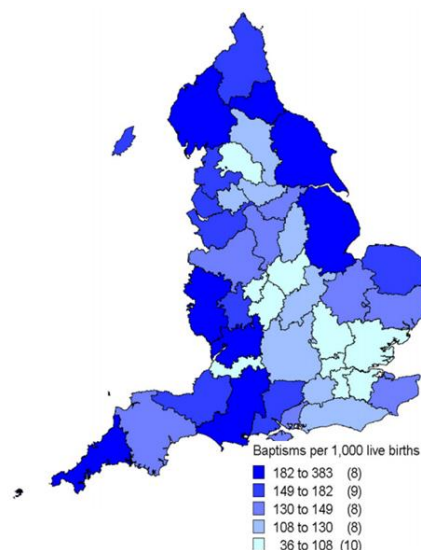 Baptisms per 1,000 live births
182 to 383 (8)
149 to 182 (9)
130 to 149 (8)
108 to 130 (8)
36 to 108 (10)